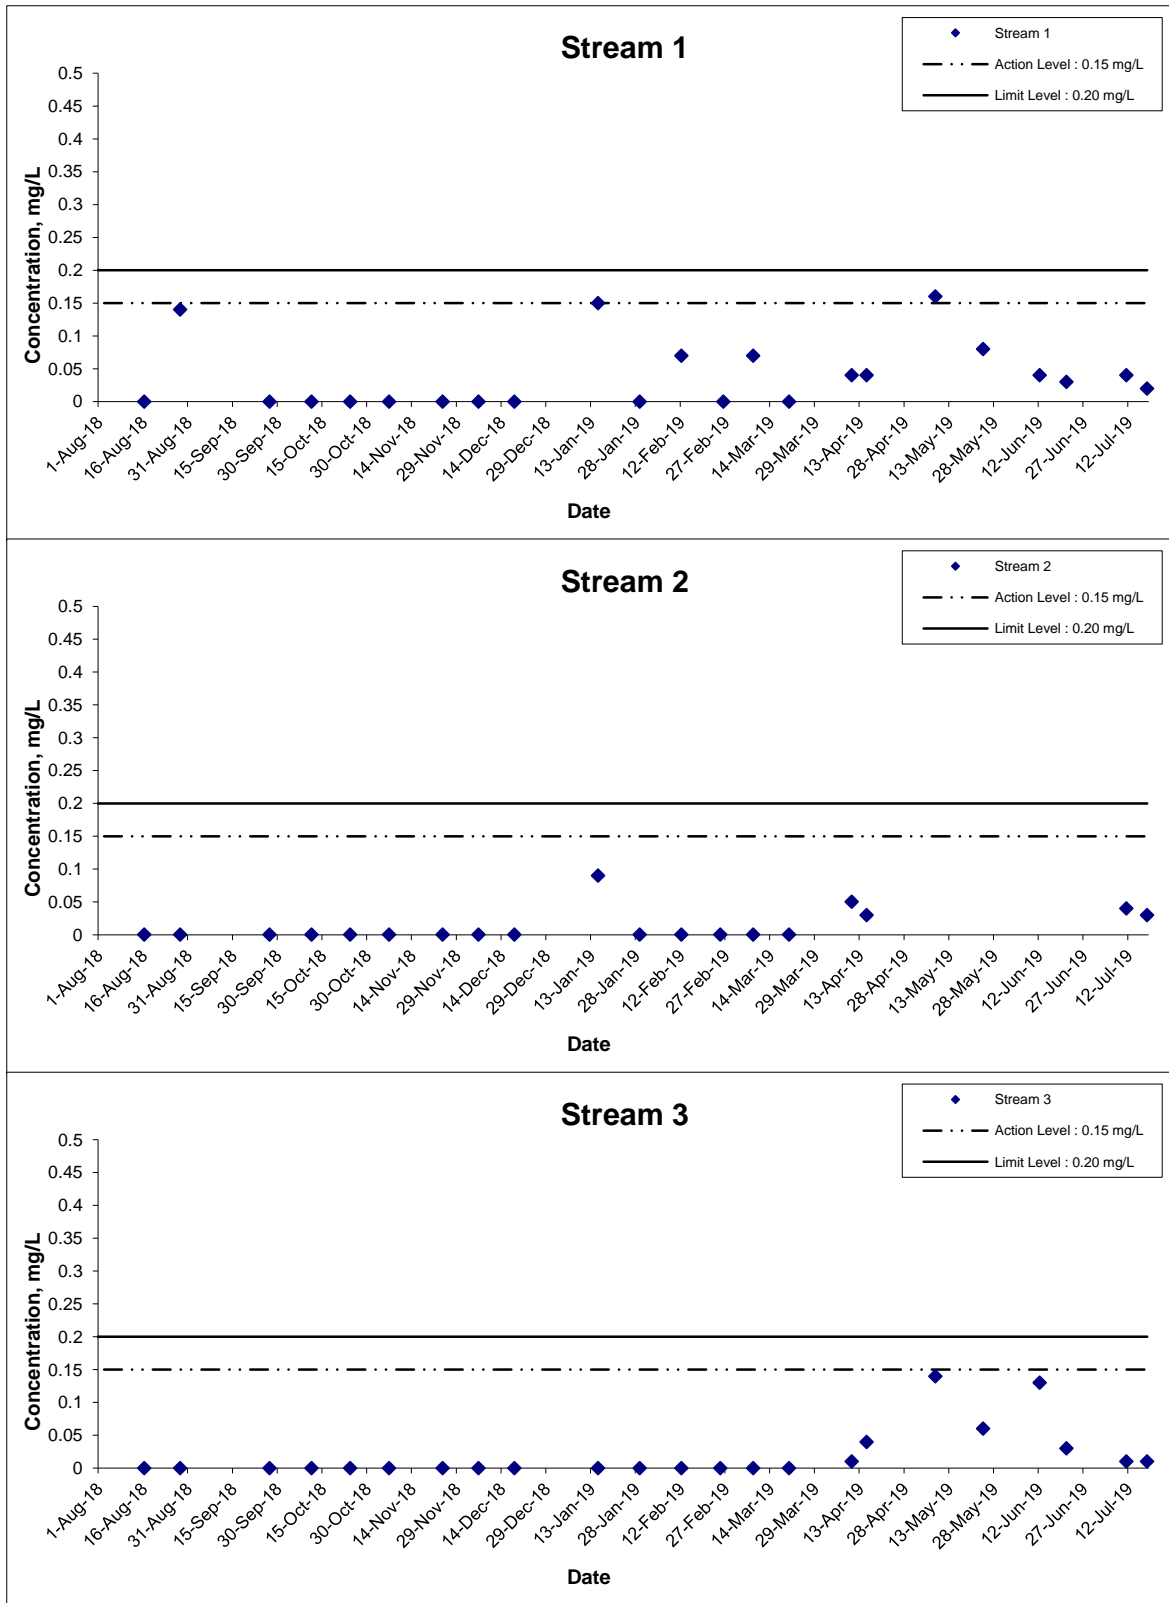 Stream 1
Stream 1
Action Level : 0.15 mg/L
Limit Level : 0.20 mg/L
Concentration, mg/L
0.5
0.45
0.4
0.35
0.3
0.25
0.2
0.15
0.1
0.05
0
1-Aug-18
16-Aug-18
31-Aug-18
15-Sep-18
30-Sep-18
15-Oct-18
30-Oct-18
14-Nov-18
29-Nov-18
14-Dec-18
29-Dec-18
13-Jan-19
28-Jan-19
12-Feb-19
27-Feb-19
14-Mar-19
29-Mar-19
13-Apr-19
28-Apr-19
13-May-19
28-May-19
12-Jun-19
27-Jun-19
12-Jul-19
Date
Stream 2
Stream 2
Action Level : 0.15 mg/L
Limit Level : 0.20 mg/L
Concentration, mg/L
0.5
0.45
0.4
0.35
0.3
0.25
0.2
0.15
0.1
0.05
0
1-Aug-18
16-Aug-18
31-Aug-18
15-Sep-18
30-Sep-18
15-Oct-18
30-Oct-18
14-Nov-18
29-Nov-18
14-Dec-18
29-Dec-18
13-Jan-19
28-Jan-19
12-Feb-19
27-Feb-19
14-Mar-19
29-Mar-19
13-Apr-19
28-Apr-19
13-May-19
28-May-19
12-Jun-19
27-Jun-19
12-Jul-19
Date
Stream 3
Stream 3
Action Level : 0.15 mg/L
Limit Level : 0.20 mg/L
Concentration, mg/L
0.5
0.45
0.4
0.35
0.3
0.25
0.2
0.15
0.1
0.05
0
1-Aug-18
16-Aug-18
31-Aug-18
15-Sep-18
30-Sep-18
15-Oct-18
30-Oct-18
14-Nov-18
29-Nov-18
14-Dec-18
29-Dec-18
13-Jan-19
28-Jan-19
12-Feb-19
27-Feb-19
14-Mar-19
29-Mar-19
13-Apr-19
28-Apr-19
13-May-19
28-May-19
12-Jun-19
27-Jun-19
12-Jul-19
Date